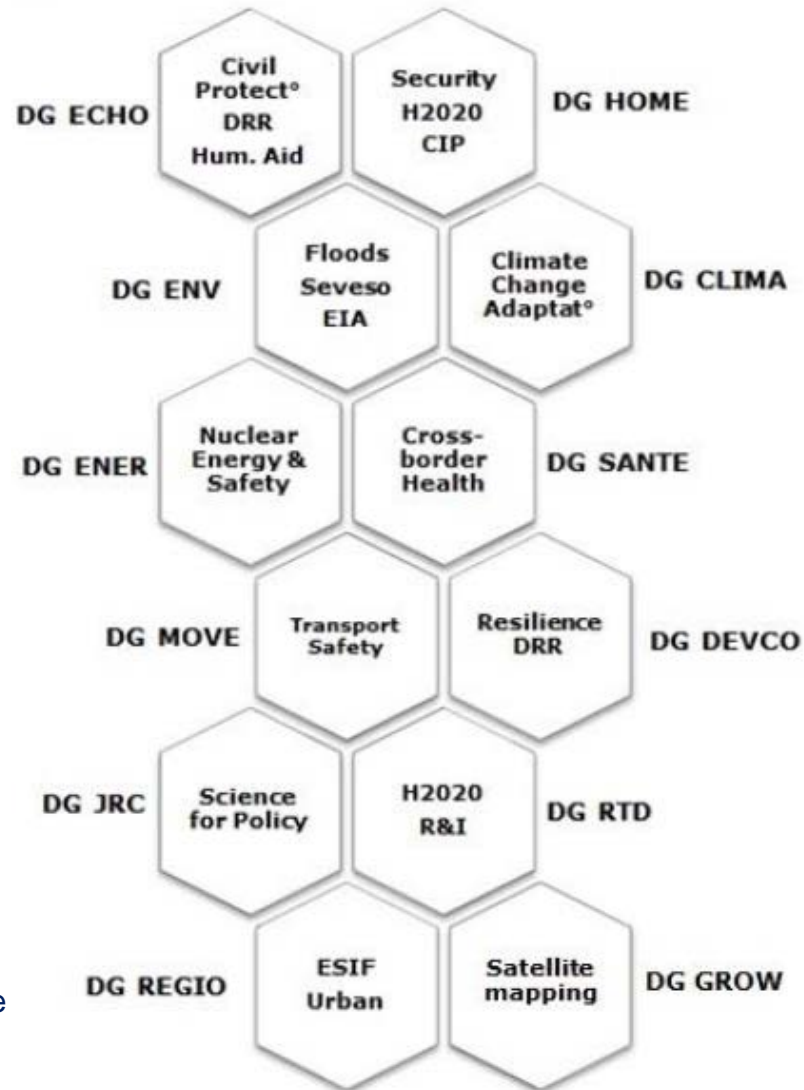 DG ECHO
Civil
Protect°
DRR
Hum. Aid
Security
H2020
CIP
DG HOME
DG ENV
Floods
Seveso
EIA
Climate
Change
Adaptat°
DG CLIMA
DG ENER
Nuclear
Energy &
Safety
Cross-
border
Health
DG SANTE
DG MOVE
Transport
Safety
Resilience
DRR
DG DEVCO
DG JRC
Science
for Policy
H2020
R&I
DG RTD
DG REGIO
ESIF
Urban
Satellite
mapping
DG GROW
e